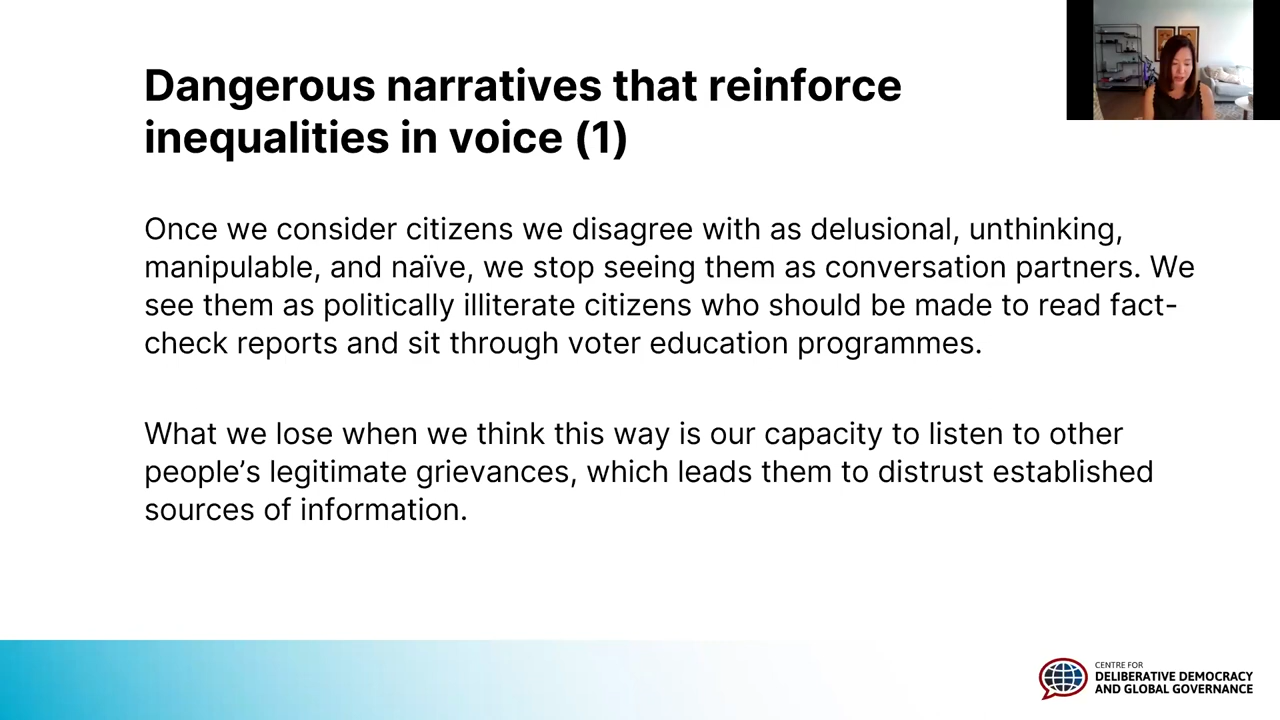 Dangerous narratives that reinforce
inequalities in voice (1)
Once we consider citizens we disagree with as delusional, unthinking,
manipulable, and naïve, we stop seeing them as conversation partners. We
see them as politically illiterate citizens who should be made to read fact-
check reports and sit through voter education programmes.
What we lose when we think this way is our capacity to listen to other
people’s legitimate grievances, which leads them to distrust established
sources of information.
CENTRE FOR
DELIBERATIVE DEMOCRACY
AND GLOBAL GOVERNANCE